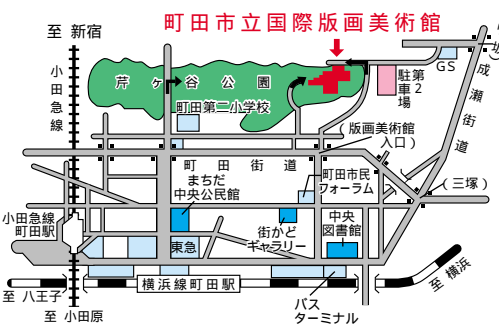 町田市立国際版画美術館
至 新宿
小田急線
芹ヶ谷公園
町田第二小学校
第2
駐車場
GS
成瀬街道
(版画美術館
入口)
町田街道
まちだ
中央公民館
町田市民
フォーラム
(三塚)
小田急線
町田駅
東急
街かど
ギャラリー
中央
図書館
横浜線町田駅
至 八王子
至 横浜
至 小田原
バス
ターミナル